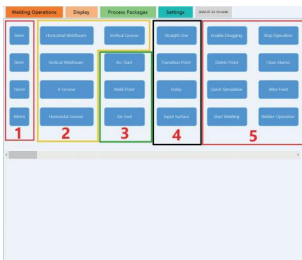 Welding Operations Display Process Packages Settings
Horizontal Weldseam Vertical Groove Straight Line Enable Dragging Stop Operation
Vertical Weldseam Arc Start Transition Point Delete Point Clear Alarms
V Groove Weld Point Delay Quick Simulation Wire Feed
Horizontal Groove Arc End Input Surface Start Welding Welder Operation
1 2 3 4 5